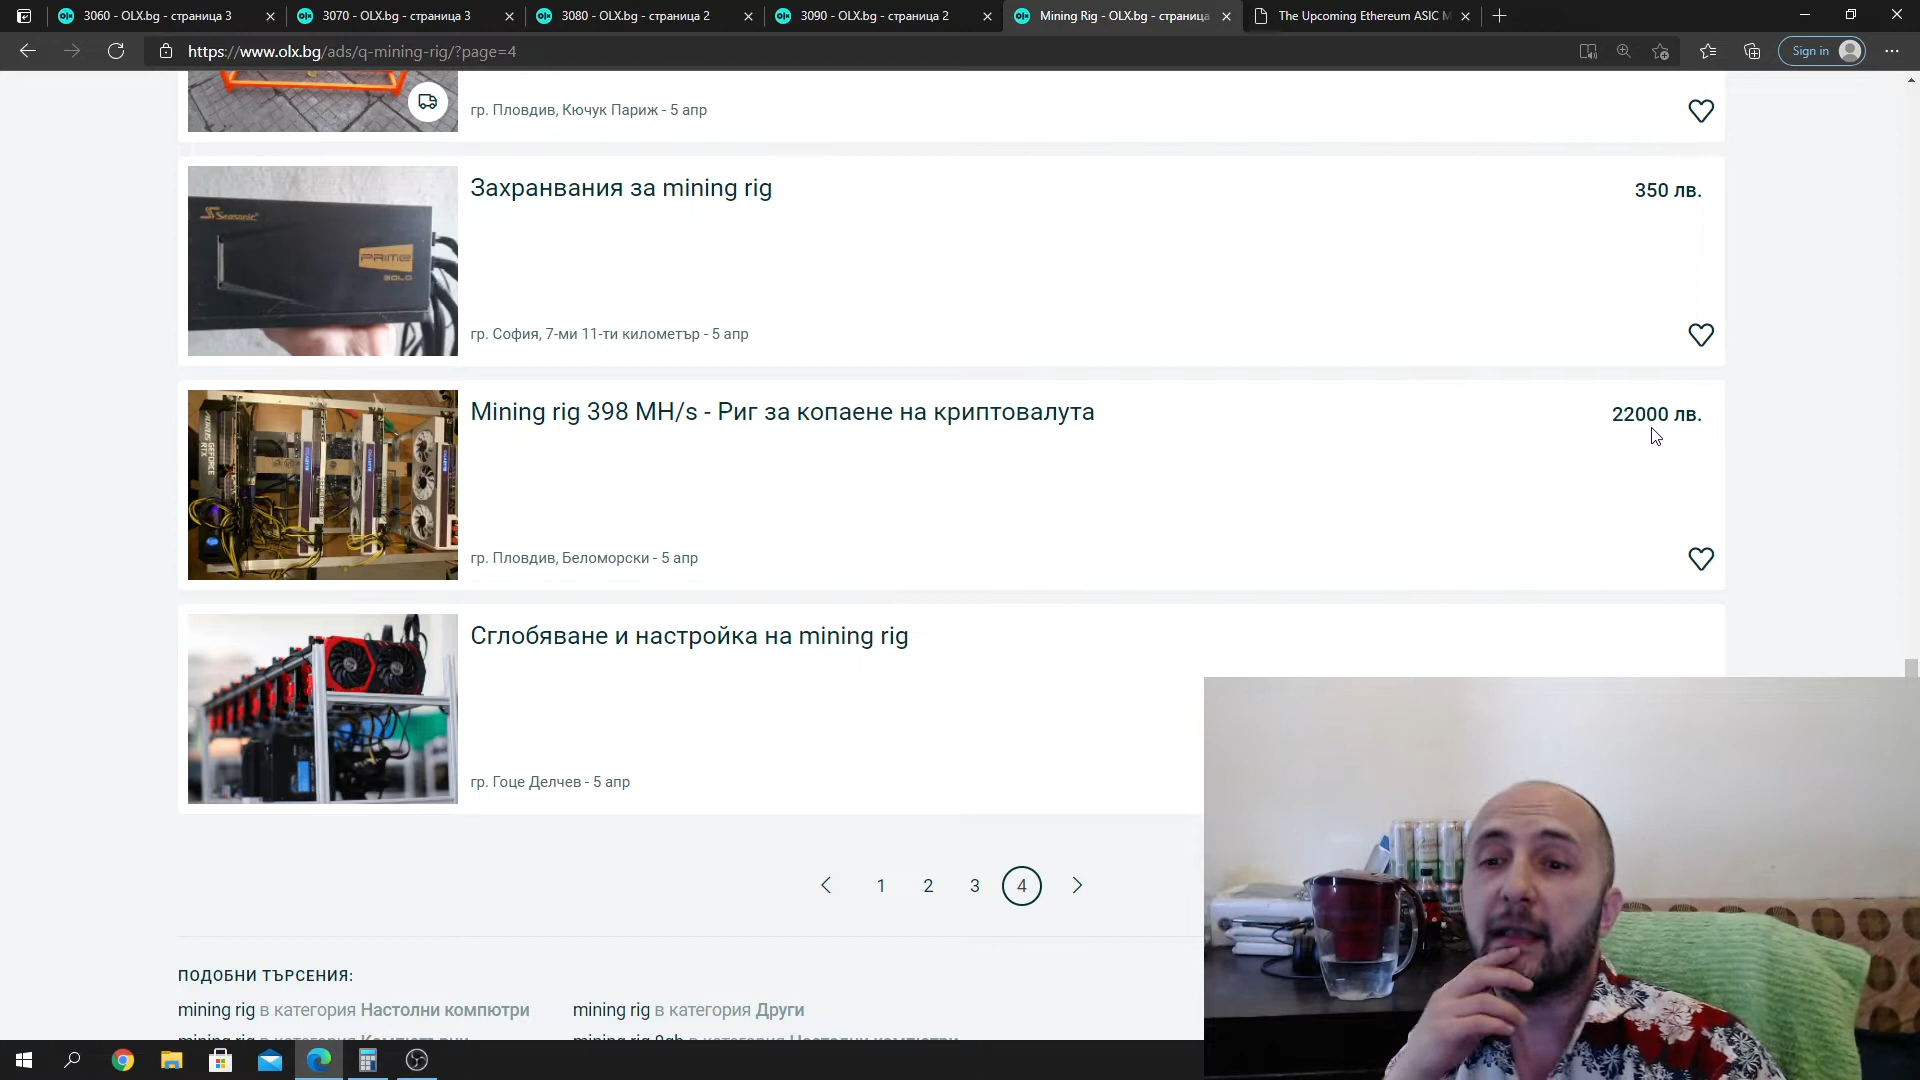 3060 - OLX.bg - страница 3
3070 - OLX.bg - страница 3
3080 - OLX.bg - страница 2
3090 - OLX.bg - страница 2
Mining Rig - OLX.bg - страница
The Upcoming Ethereum ASIC M
https://www.olx.bg/ads/q-mining-rig/?page=4
Sign in
гр. Пловдив, Кючук Париж - 5 апр
Захранвания за mining rig
350 лв.
Seasonic
PRIME
GOLD
гр. София, 7-ми 11-ти километър - 5 апр
Mining rig 398 MH/s - Риг за копаене на криптовалута
22000 лв.
GEFORCE RTX
гр. Пловдив, Беломорски - 5 апр
Сглобяване и настройка на mining rig
гр. Гоце Делчев - 5 апр
1 2 3 4
ПОДОБНИ ТЪРСЕНИЯ:
mining rig в категория Настолни компютри
mining rig в категория Други